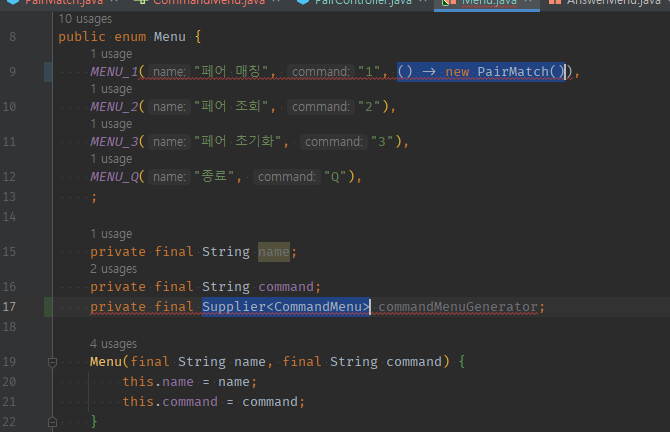 PairMatch.java CommandMenu.java PairController.java Menu.java AnswerMenu.java
10 usages
8 public enum Menu {
1 usage
9 MENU_1( name: "페어 매칭", command: "1", () -> new PairMatch()),
1 usage
10 MENU_2( name: "페어 조회", command: "2"),
1 usage
11 MENU_3( name: "페어 초기화", command: "3"),
1 usage
12 MENU_Q( name: "종료", command: "Q"),
13 ;
14
1 usage
15 private final String name;
2 usages
16 private final String command;
17 private final Supplier<CommandMenu> commandMenuGenerator;
18
4 usages
19 Menu(final String name, final String command) {
20 this.name = name;
21 this.command = command;
22 }